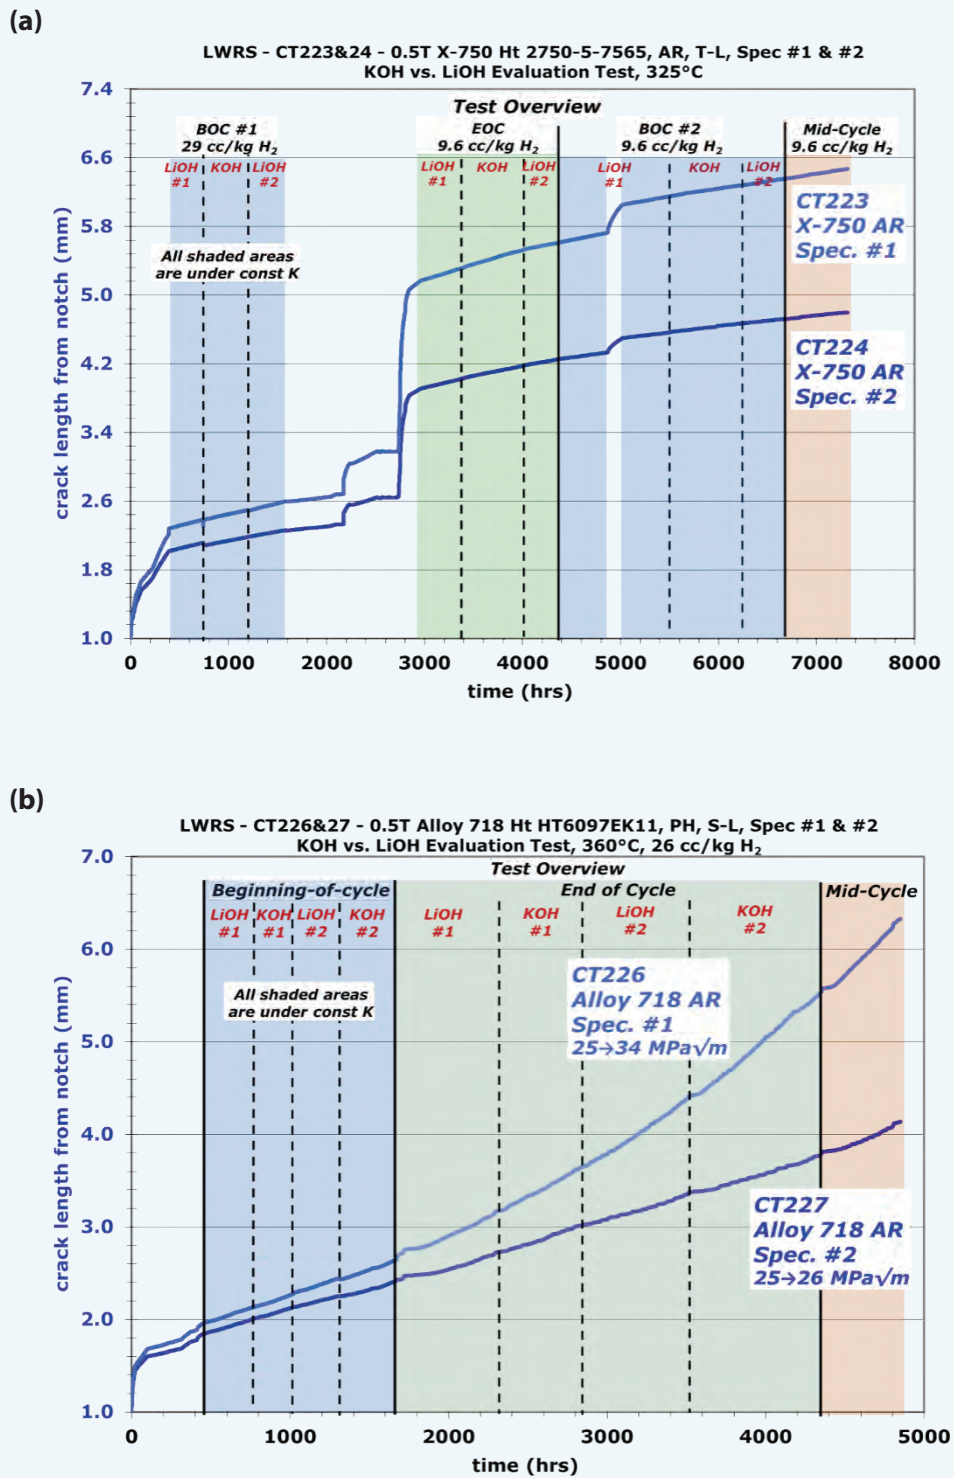 (a)
LWRS - CT223&24 - 0.5T X-750 Ht 2750-5-7565, AR, T-L, Spec #1 & #2
KOH vs. LiOH Evaluation Test, 325°C
Test Overview
BOC #1
29 cc/kg H2
EOC
9.6 cc/kg H2
BOC #2
9.6 cc/kg H2
Mid-Cycle
9.6 cc/kg H2
LiOH #1
KOH
LiOH #2
LiOH #1
KOH
LiOH #2
LiOH #1
KOH
LiOH #2
All shaded areas
are under const K
CT223
X-750 AR
Spec. #1
CT224
X-750 AR
Spec. #2
crack length from notch (mm)
7.4
6.6
5.8
5.0
4.2
3.4
2.6
1.8
1.0
0 1000 2000 3000 4000 5000 6000 7000 8000
time (hrs)
(b)
LWRS - CT226&27 - 0.5T Alloy 718 Ht HT6097EK11, PH, S-L, Spec #1 & #2
KOH vs. LiOH Evaluation Test, 360°C, 26 cc/kg H2
Test Overview
Beginning-of-cycle
End of Cycle
Mid-Cycle
LiOH #1
KOH #1
LiOH #2
KOH #2
LiOH #1
KOH #1
LiOH #2
KOH #2
All shaded areas
are under const K
CT226
Alloy 718 AR
Spec. #1
25→34 MPa√m
CT227
Alloy 718 AR
Spec. #2
25→26 MPa√m
crack length from notch (mm)
7.0
6.0
5.0
4.0
3.0
2.0
1.0
0 1000 2000 3000 4000 5000
time (hrs)